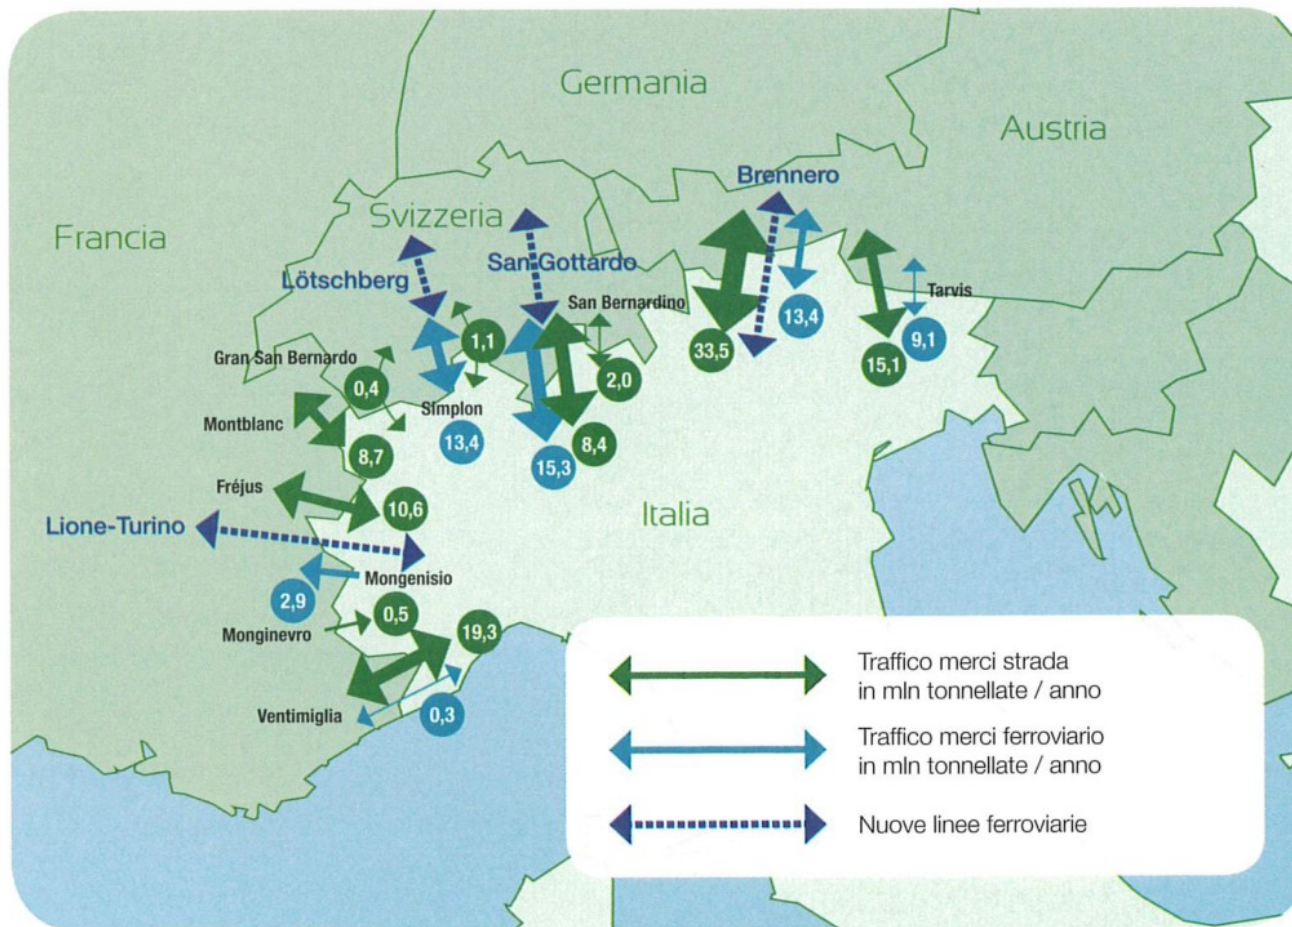 Germania
Austria
Brennero
Svizzera
Francia
Lötschberg
San Gottardo
San Bernardino
Tarvis
13,4
1,1
33,5
9,1
Gran San Bernardo
15,1
0,4
2,0
Simplon
Montblanc
13,4
8,4
8,7
15,3
Fréjus
10,6
Italia
Lione-Turino
Mongenisio
2,9
0,5
Monginevro
19,3
Ventimiglia
0,3
Traffico merci strada
in mln tonnellate / anno
Traffico merci ferroviario
in mln tonnellate / anno
Nuove linee ferroviarie